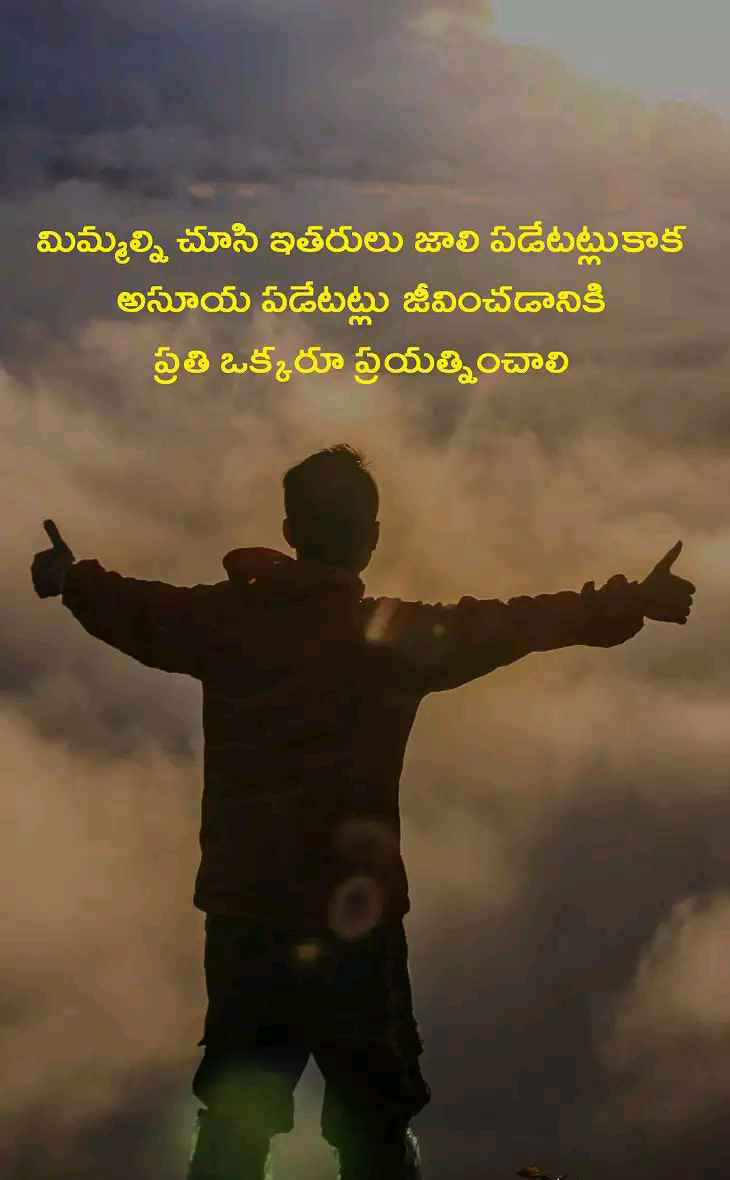 మిమ్మల్ని చూసి ఇతరులు జాలి పడేటట్లుకాక
అసూయ పడేటట్లు జీవించడానికి
ప్రతి ఒక్కరూ ప్రయత్నించాలి